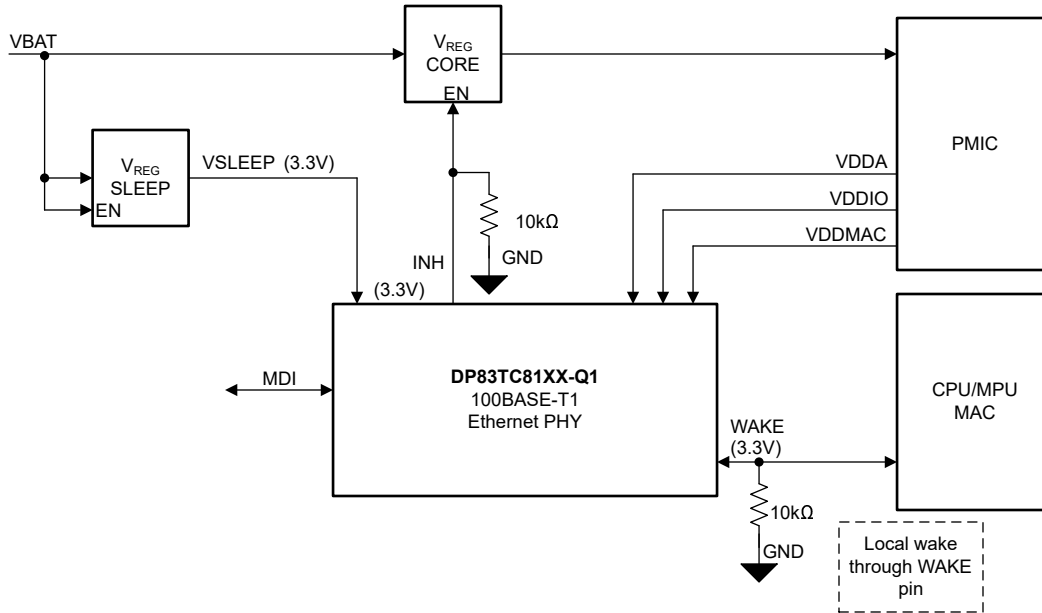 VBAT
VREG
CORE
EN
VREG
SLEEP
EN
VSLEEP (3.3V)
10kΩ
GND
INH
(3.3V)
VDDA
VDDIO
VDDMAC
PMIC
MDI
DP83TC81XX-Q1
100BASE-T1
Ethernet PHY
WAKE
(3.3V)
10kΩ
GND
CPU/MPU
MAC
Local wake
through WAKE
pin